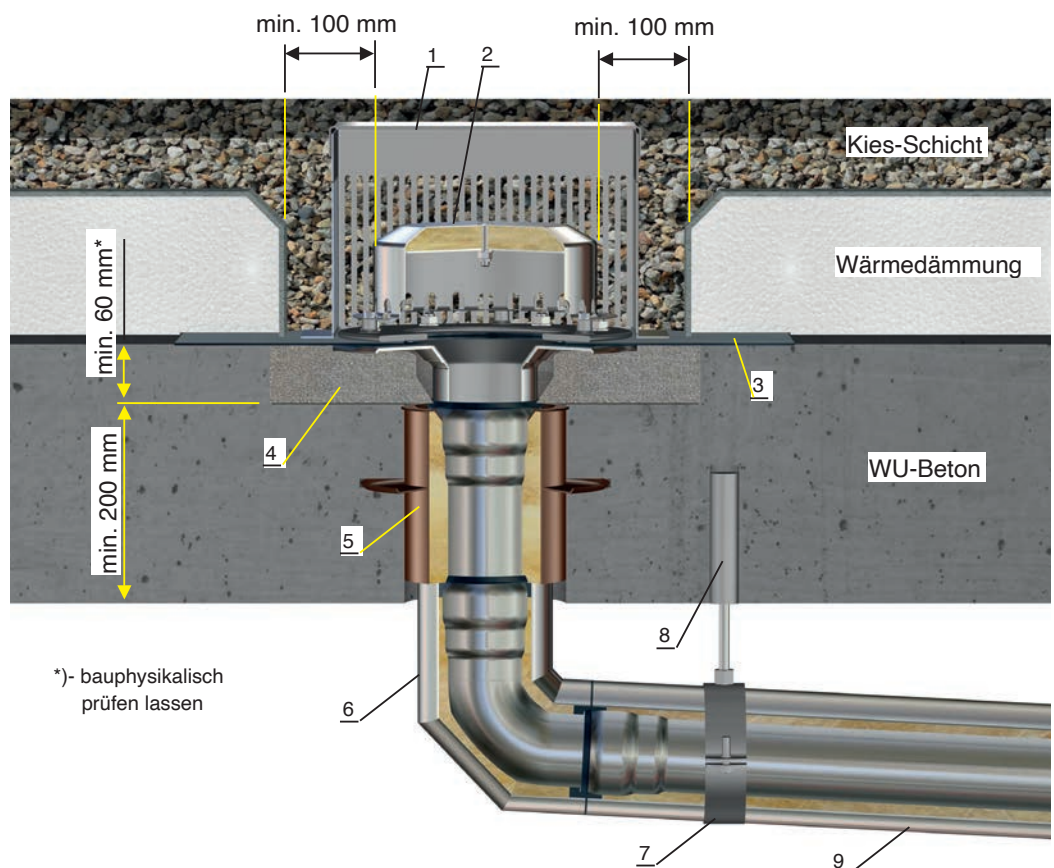 min. 100 mm
min. 100 mm
1
2
Kies-Schicht
Wärmedämmung
min. 60 mm*
3
4
WU-Beton
min. 200 mm
5
8
*)- bauphysikalisch
prüfen lassen
6
7
9